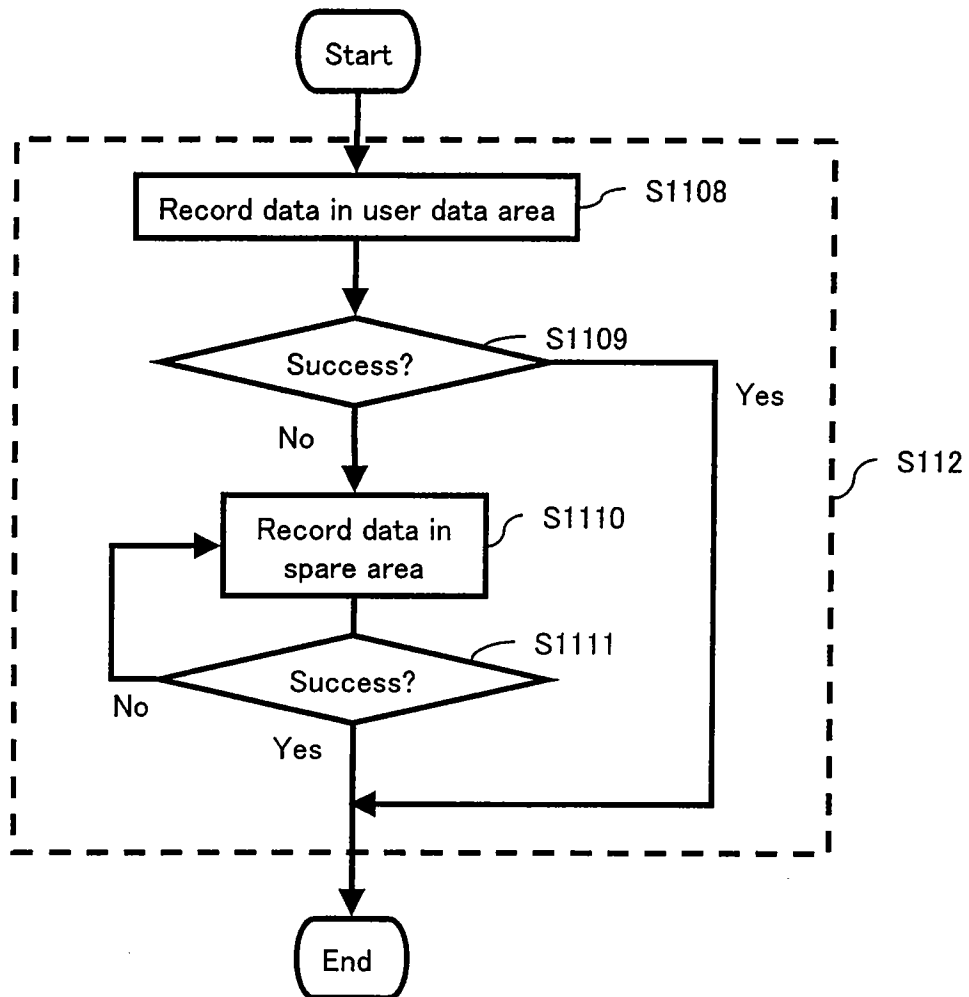 Start
Record data in user data area
S1108
Success?
S1109
Yes
No
S112
Record data in
spare area
S1110
Success?
S1111
No
Yes
End